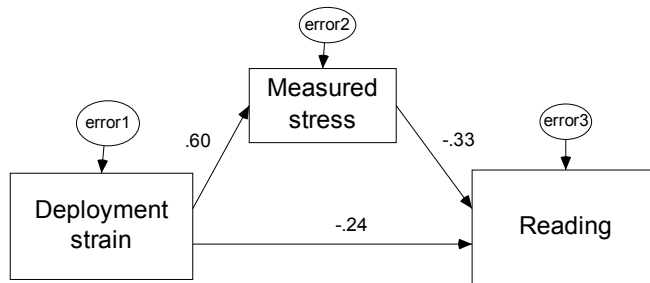 error2
Measured
stress
error1
error3
.60
-.33
Deployment
strain
-.24
Reading